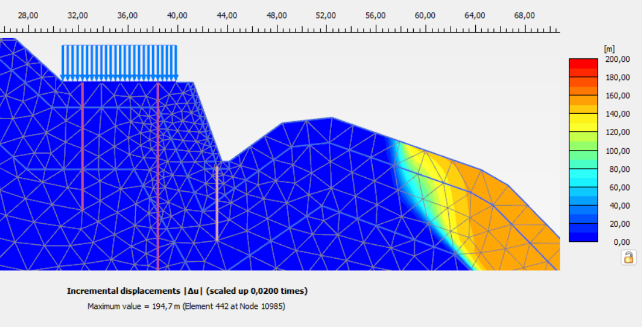 28,00 32,00 36,00 40,00 44,00 48,00 52,00 56,00 60,00 64,00 68,00
[m]
200,00
180,00
160,00
140,00
120,00
100,00
80,00
60,00
40,00
20,00
0,00
Incremental displacements |Δu| (scaled up 0,0200 times)
Maximum value = 194,7 m (Element 442 at Node 10985)